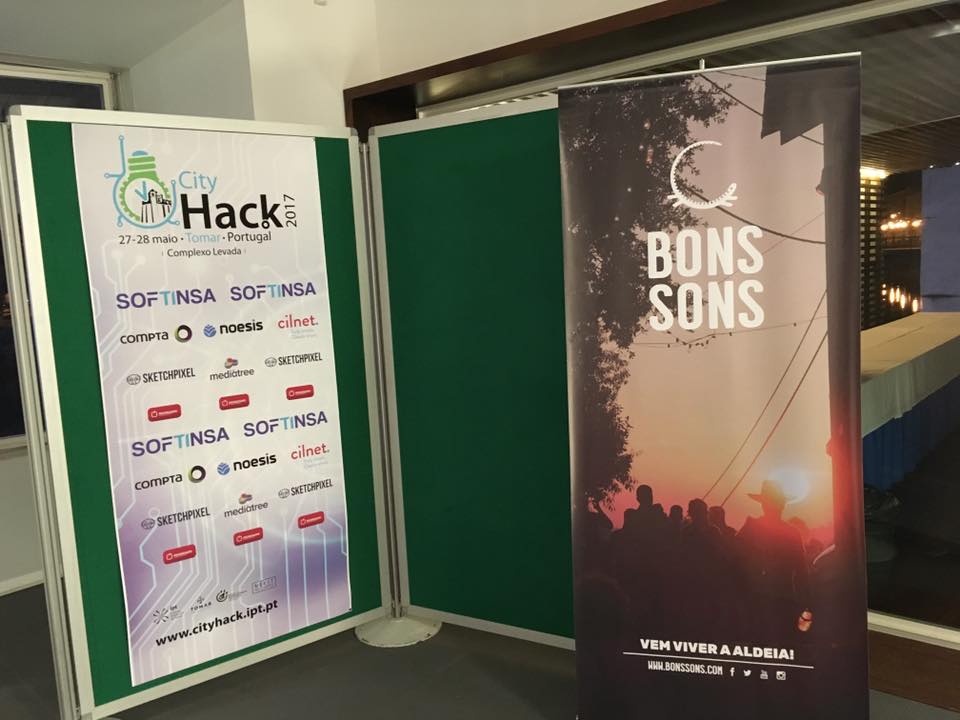 City
Hack
2017
27-28 maio • Tomar • Portugal
Complexo Levada
SOFTINSA SOFTINSA
COMPTA noesis cilnet.
SKETCHPIXEL mediatree SKETCHPIXEL
SOFTINSA SOFTINSA
COMPTA noesis cilnet.
SKETCHPIXEL mediatree SKETCHPIXEL
ipt TOMAR
www.cityhack.ipt.pt
BONS
SONS
VEM VIVER A ALDEIA!
WWW.BONSSONS.COM